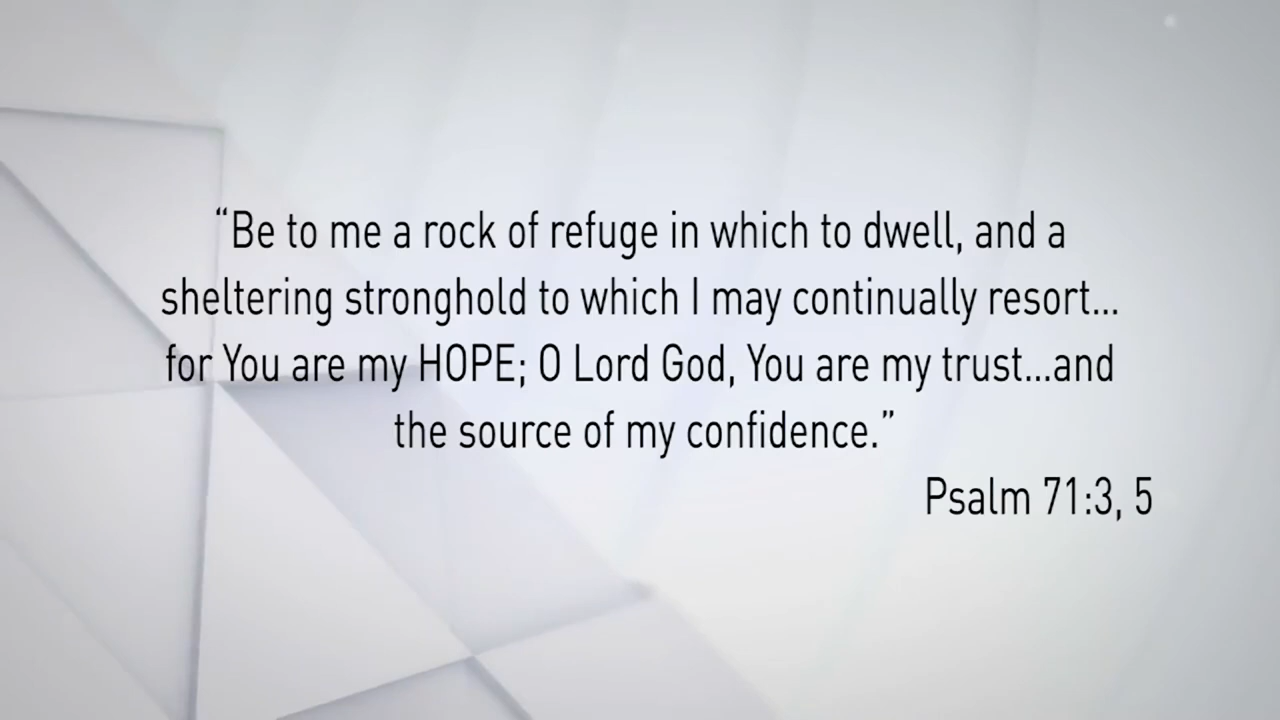 “Be to me a rock of refuge in which to dwell, and a
sheltering stronghold to which I may continually resort...
for You are my HOPE; O Lord God, You are my trust...and
the source of my confidence.”
Psalm 71:3, 5